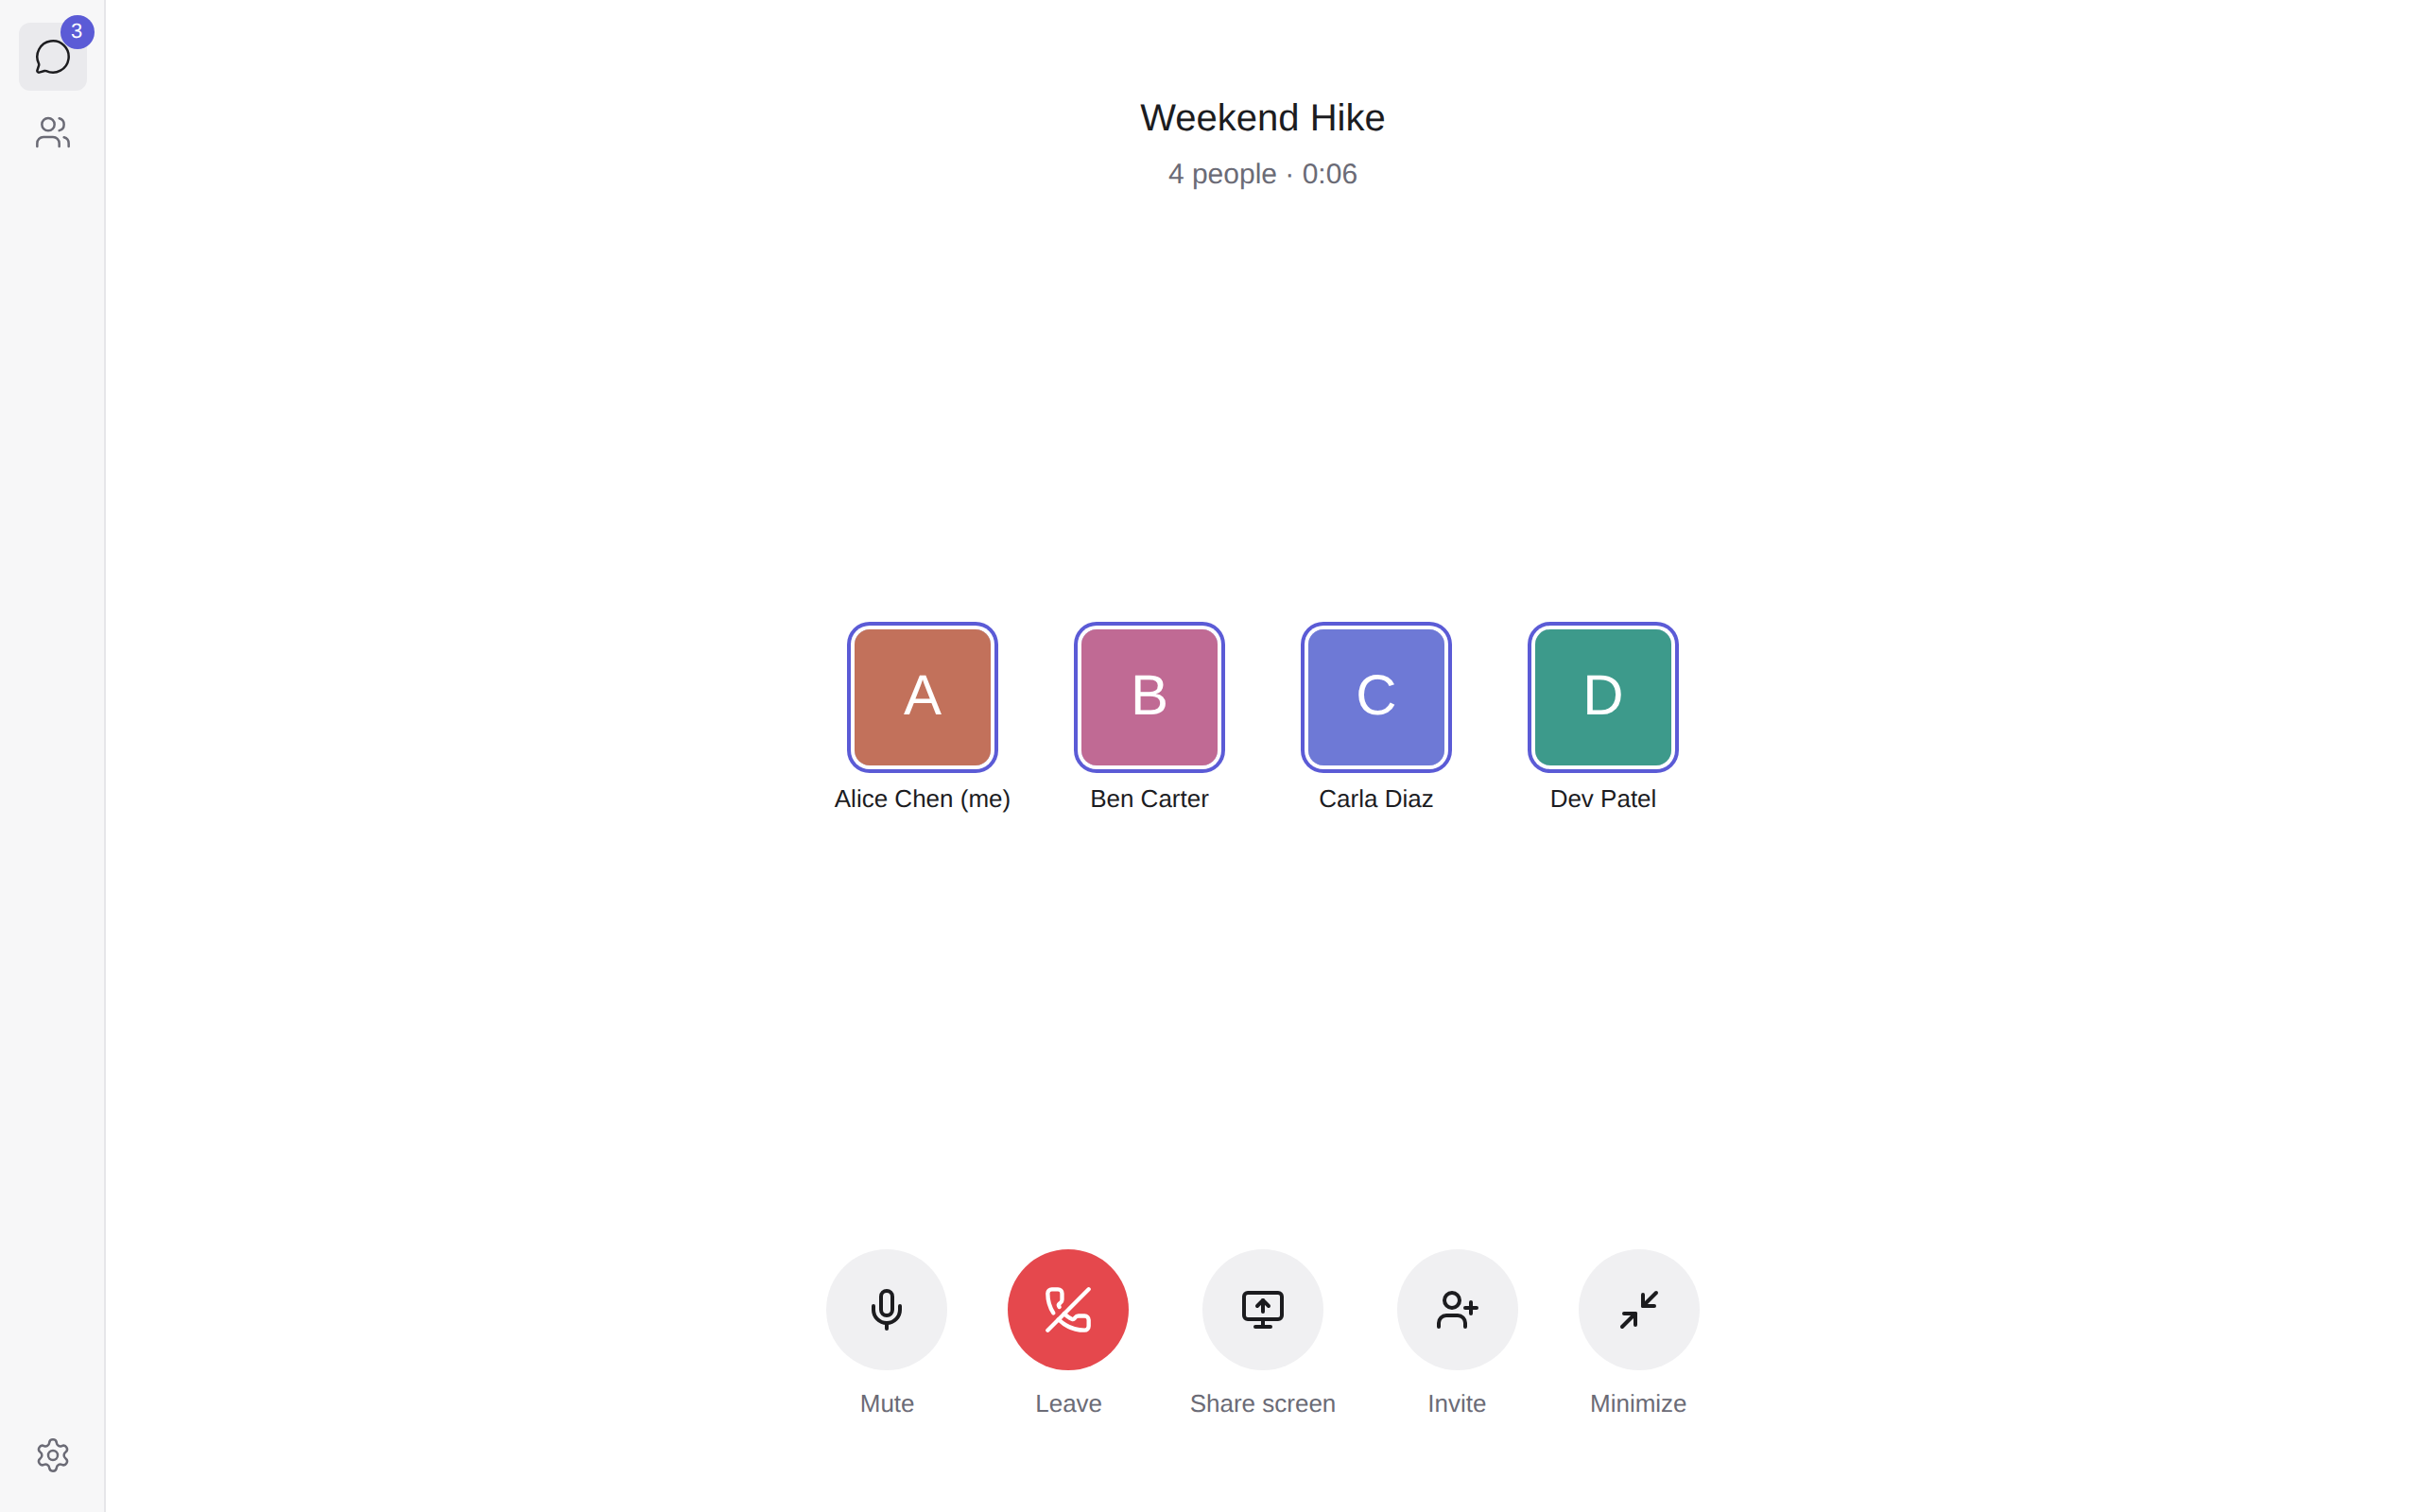 3
Weekend Hike
4 people · 0:06
A B C D
Alice Chen (me) Ben Carter Carla Diaz Dev Patel
Mute Leave Share screen Invite Minimize